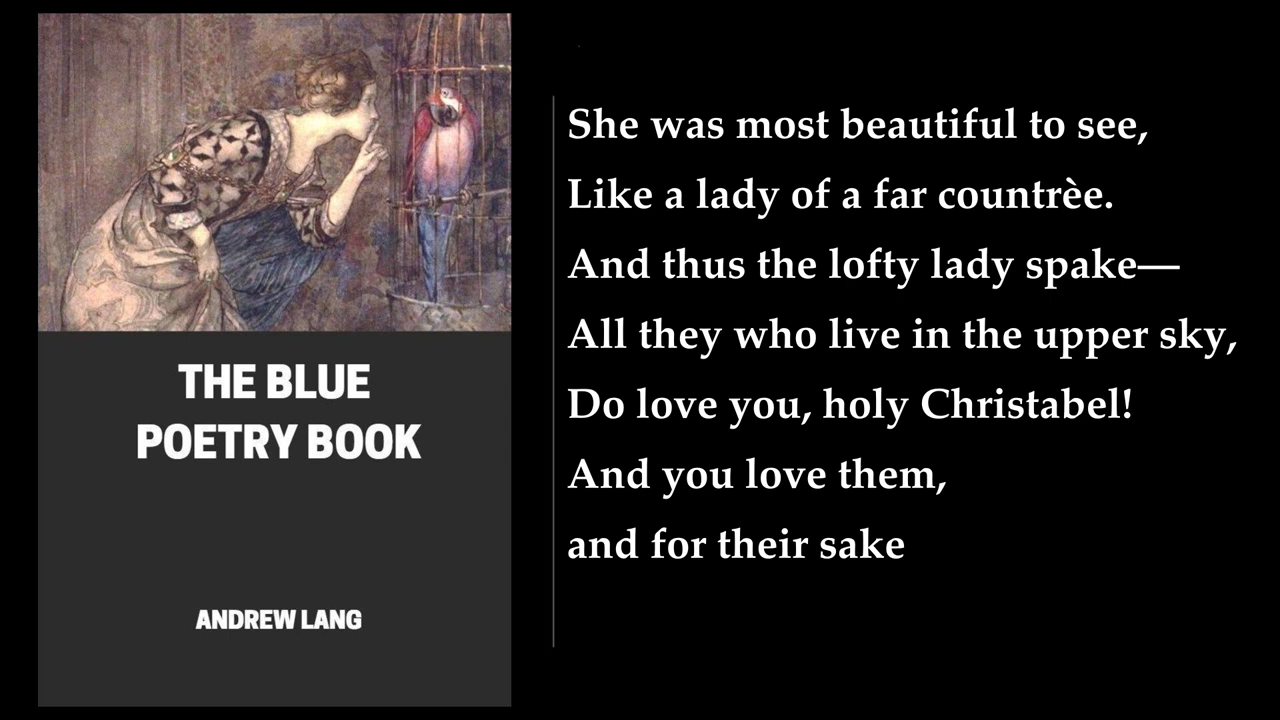 THE BLUE
POETRY BOOK
ANDREW LANG
She was most beautiful to see,
Like a lady of a far countrèe.
And thus the lofty lady spake—
All they who live in the upper sky,
Do love you, holy Christabel!
And you love them,
and for their sake